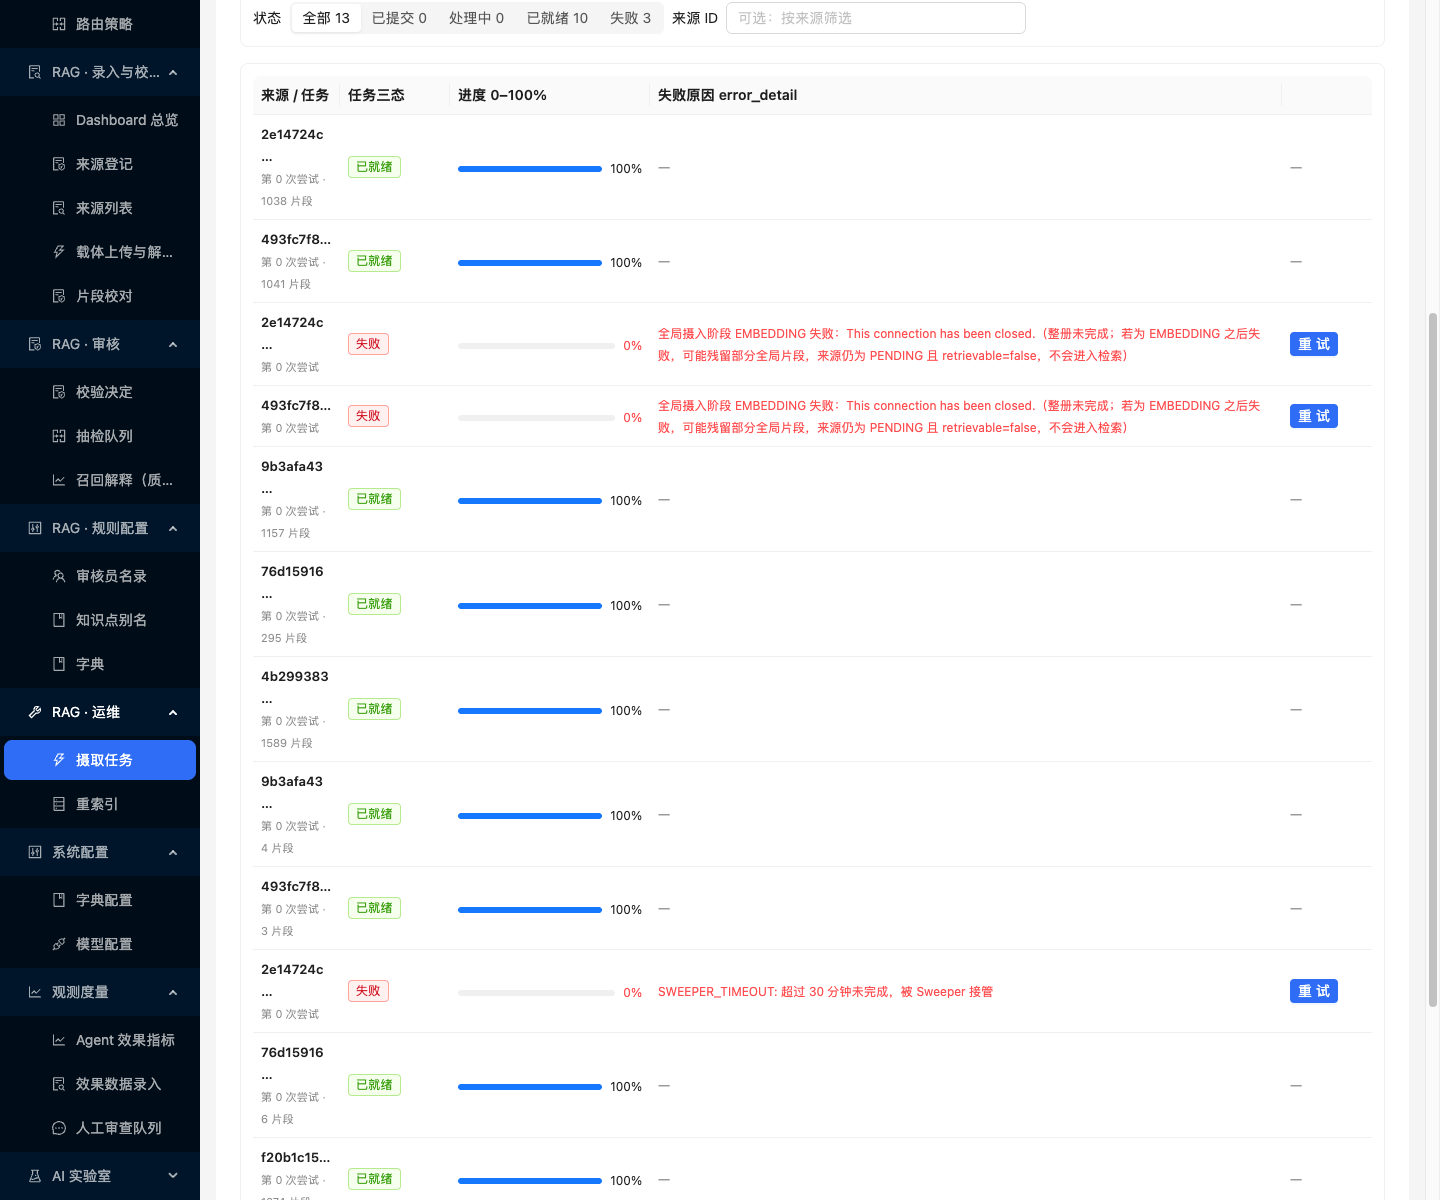 路由策略
RAG · 录入与校...
Dashboard 总览
来源登记
来源列表
载体上传与解...
片段校对
RAG · 审核
校验决定
抽检队列
召回解释（质...
RAG · 规则配置
审核员名录
知识点别名
字典
RAG · 运维
摄取任务
重索引
系统配置
字典配置
模型配置
观测度量
Agent 效果指标
效果数据录入
人工审查队列
AI 实验室
状态 全部 13 已提交 0 处理中 0 已就绪 10 失败 3 来源 ID 可选：按来源筛选
来源 / 任务 任务三态 进度 0–100% 失败原因 error_detail
2e14724c
...
第 0 次尝试 ·
1038 片段
已就绪 100% — —
493fc7f8...
第 0 次尝试 ·
1041 片段
已就绪 100% — —
2e14724c
...
第 0 次尝试
失败 0%
全局摄入阶段 EMBEDDING 失败：This connection has been closed.（整册未完成；若为 EMBEDDING 之后失
败，可能残留部分全局片段，来源仍为 PENDING 且 retrievable=false，不会进入检索）
重 试
493fc7f8...
第 0 次尝试
失败 0%
全局摄入阶段 EMBEDDING 失败：This connection has been closed.（整册未完成；若为 EMBEDDING 之后失
败，可能残留部分全局片段，来源仍为 PENDING 且 retrievable=false，不会进入检索）
重 试
9b3afa43
...
第 0 次尝试 ·
1157 片段
已就绪 100% — —
76d15916
...
第 0 次尝试 ·
295 片段
已就绪 100% — —
4b299383
...
第 0 次尝试 ·
1589 片段
已就绪 100% — —
9b3afa43
...
第 0 次尝试 ·
4 片段
已就绪 100% — —
493fc7f8...
第 0 次尝试 ·
3 片段
已就绪 100% — —
2e14724c
...
第 0 次尝试
失败 0% SWEEPER_TIMEOUT: 超过 30 分钟未完成，被 Sweeper 接管 重 试
76d15916
...
第 0 次尝试 ·
6 片段
已就绪 100% — —
f20b1c15...
第 0 次尝试 ·
已就绪 100% — —